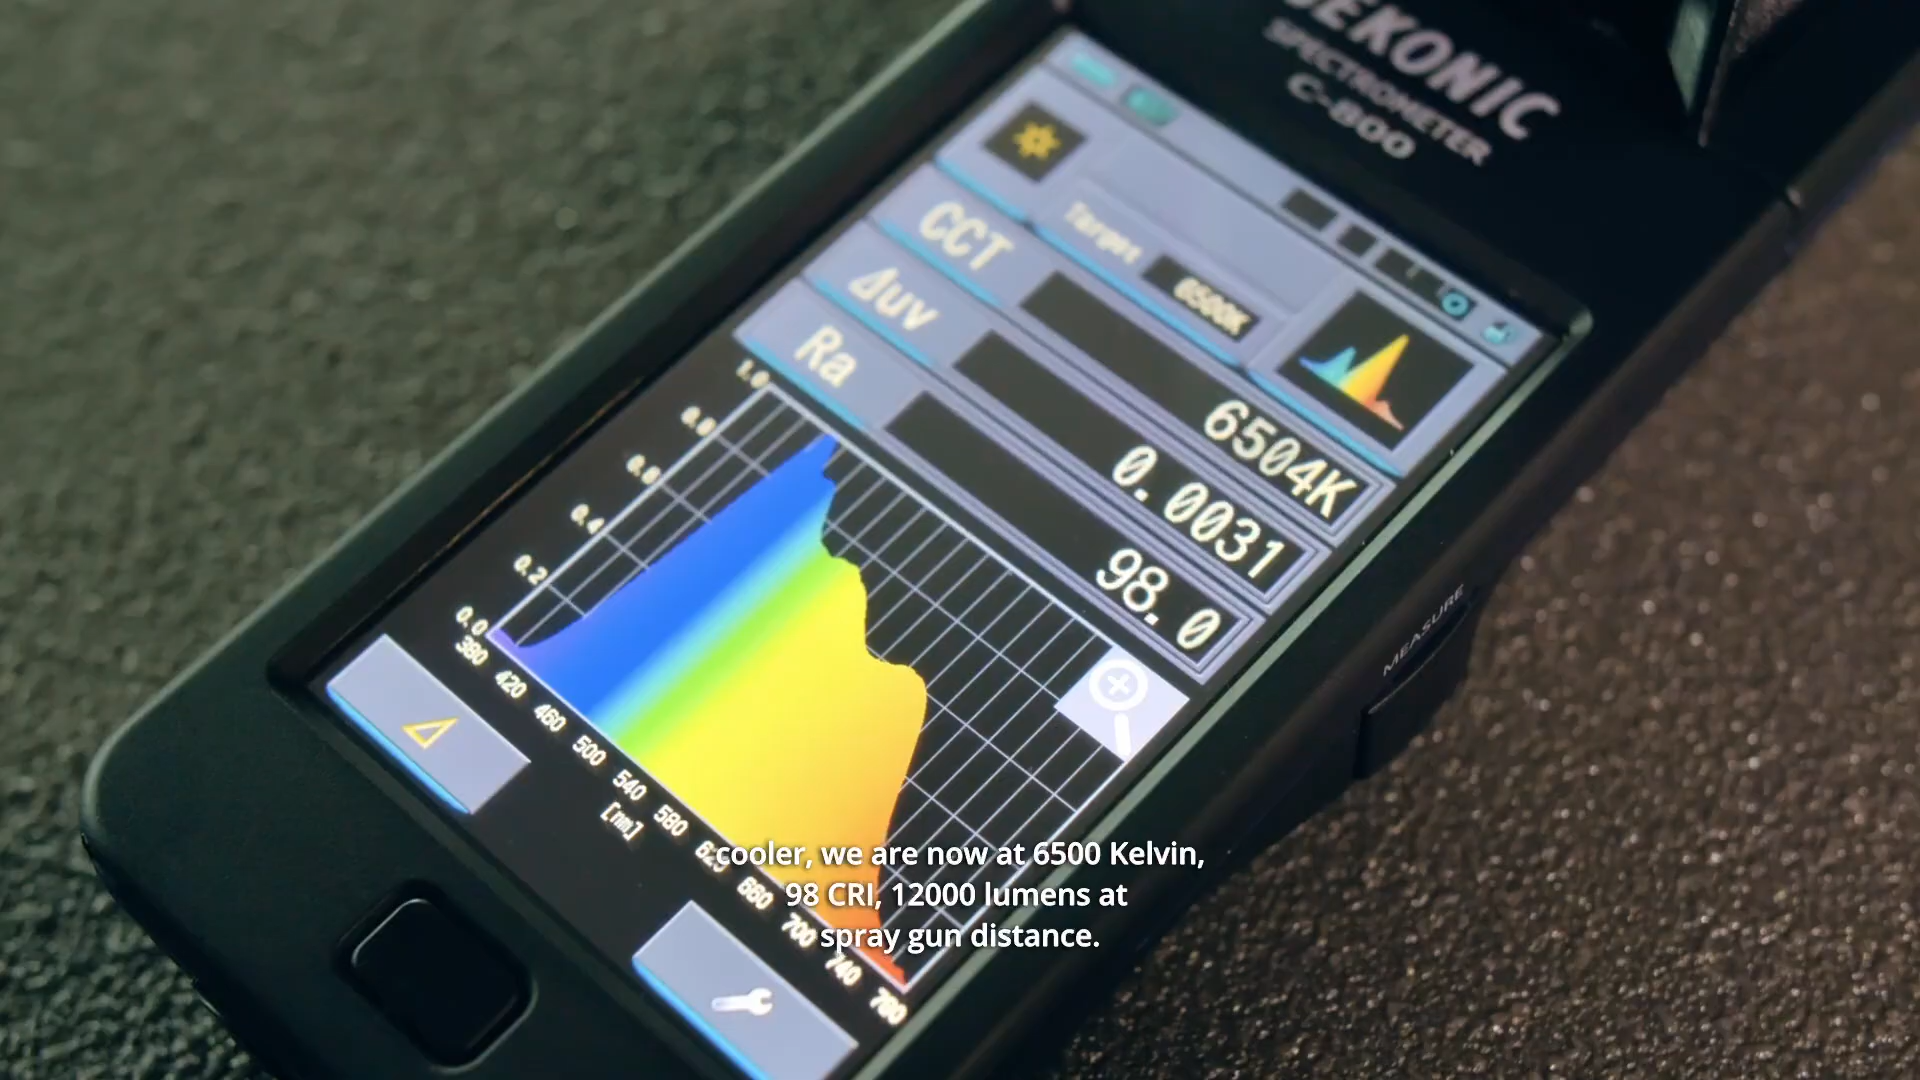 SEKONIC
SPECTROMETER
C-800
Target
6500K
CCT
6504K
Δuv
0.0031
Ra
98.0
1.0
0.8
0.6
0.4
0.2
0.0
380 420 460 500 540 580 620 660 700 740 780
[nm]
MEASURE
cooler, we are now at 6500 Kelvin,
98 CRI, 12000 lumens at
spray gun distance.